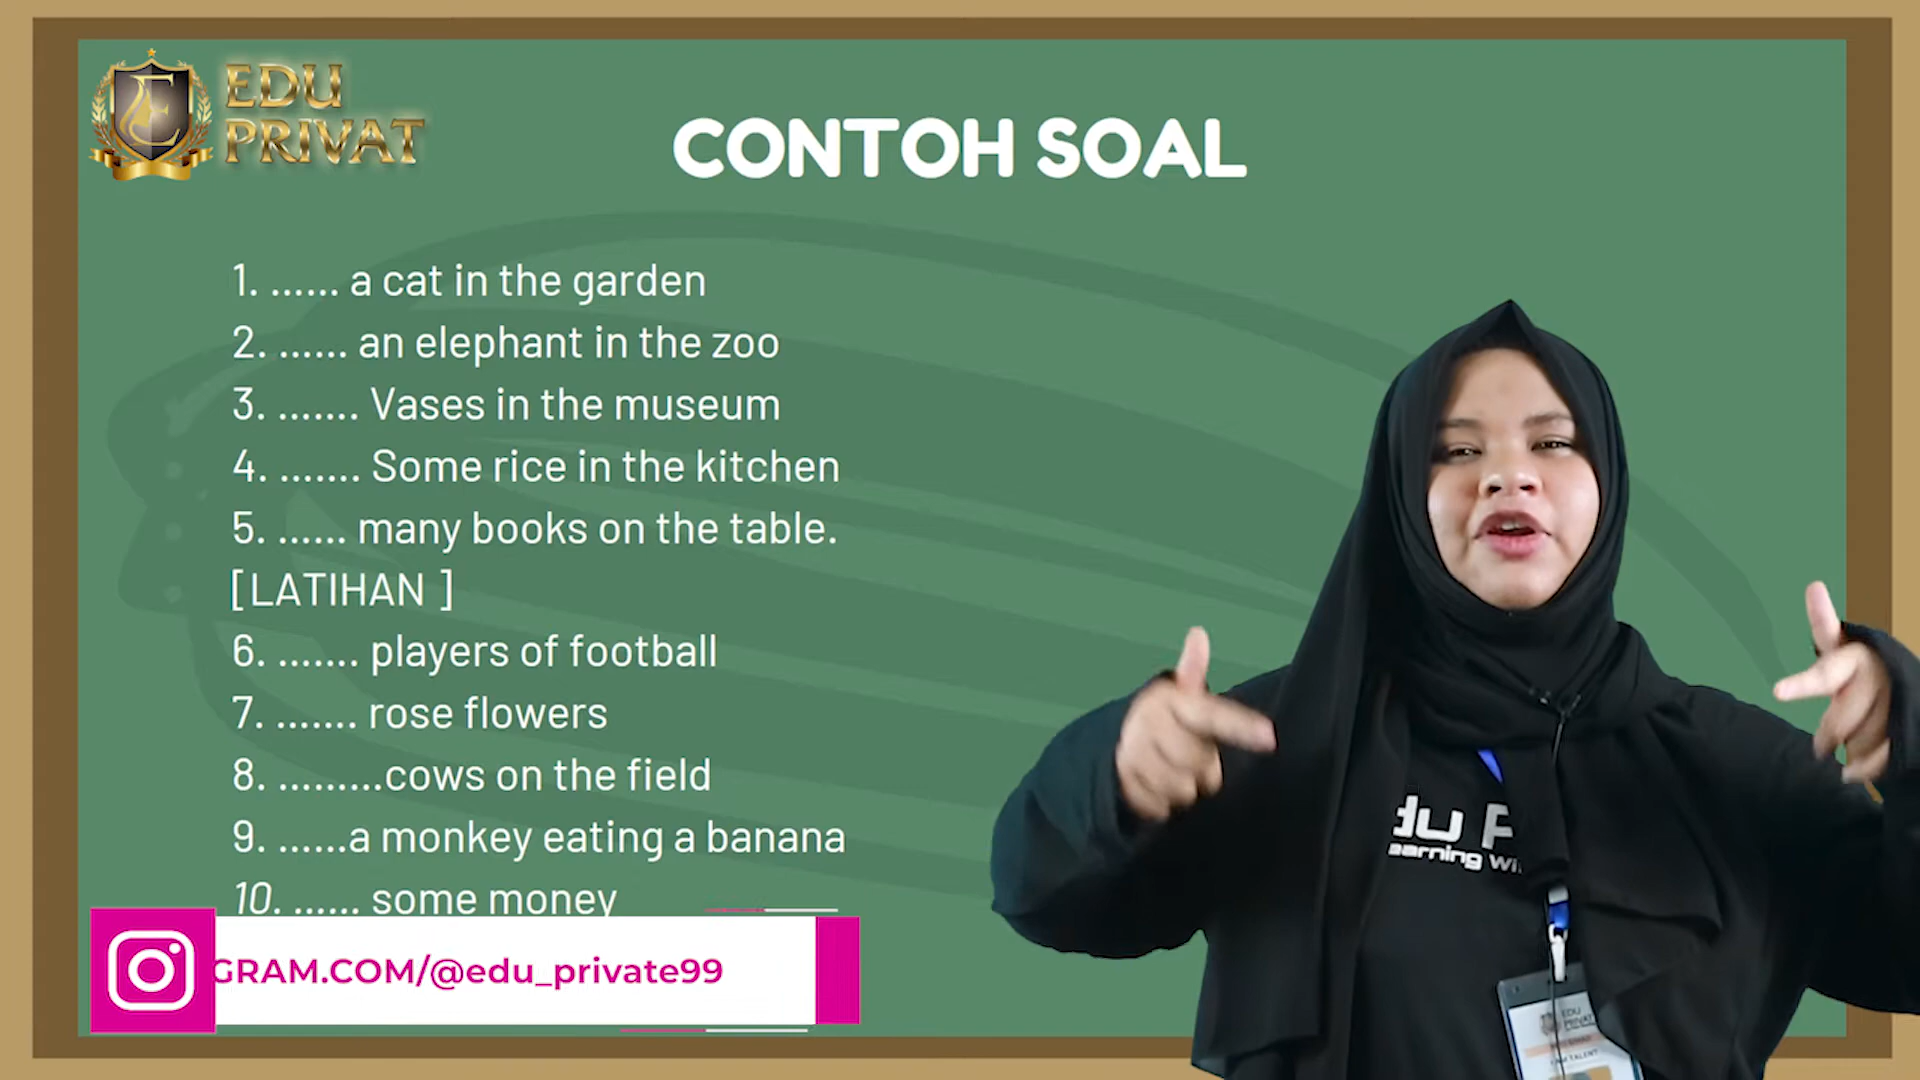 EDU
PRIVAT
CONTOH SOAL
1. ...... a cat in the garden
2. ...... an elephant in the zoo
3. ....... Vases in the museum
4. ....... Some rice in the kitchen
5. ...... many books on the table.
[LATIHAN ]
6. ....... players of football
7. ....... rose flowers
8. .........cows on the field
9. ......a monkey eating a banana
10. ...... some money
GRAM.COM/@edu_private99
EDU
PRIVAT